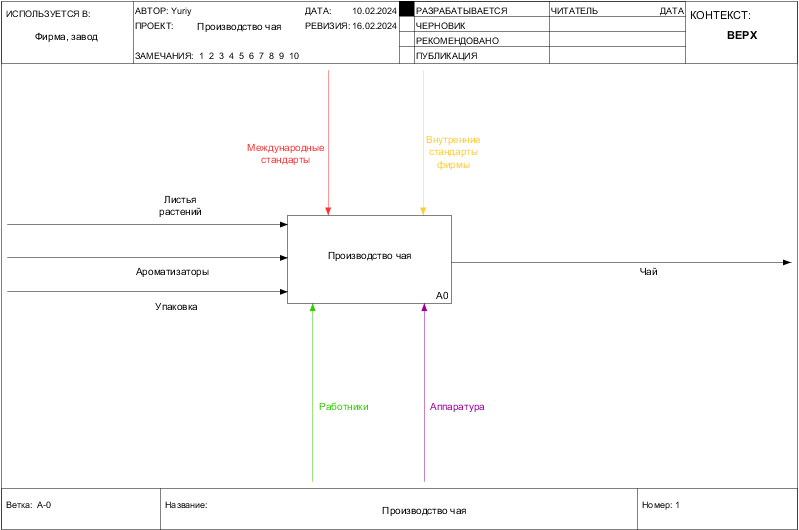 ИСПОЛЬЗУЕТСЯ В:
Фирма, завод
АВТОР: Yuriy
ДАТА: 10.02.2024
ПРОЕКТ: Производство чая
РЕВИЗИЯ: 16.02.2024
ЗАМЕЧАНИЯ: 1 2 3 4 5 6 7 8 9 10
РАЗРАБАТЫВАЕТСЯ
ЧЕРНОВИК
РЕКОМЕНДОВАНО
ПУБЛИКАЦИЯ
ЧИТАТЕЛЬ ДАТА
КОНТЕКСТ:
ВЕРХ
Международные
стандарты
Внутренние
стандарты
фирмы
Листья
растений
Ароматизаторы
Упаковка
Производство чая
A0
Чай
Работники
Аппаратура
Ветка: A-0
Название: Производство чая
Номер: 1